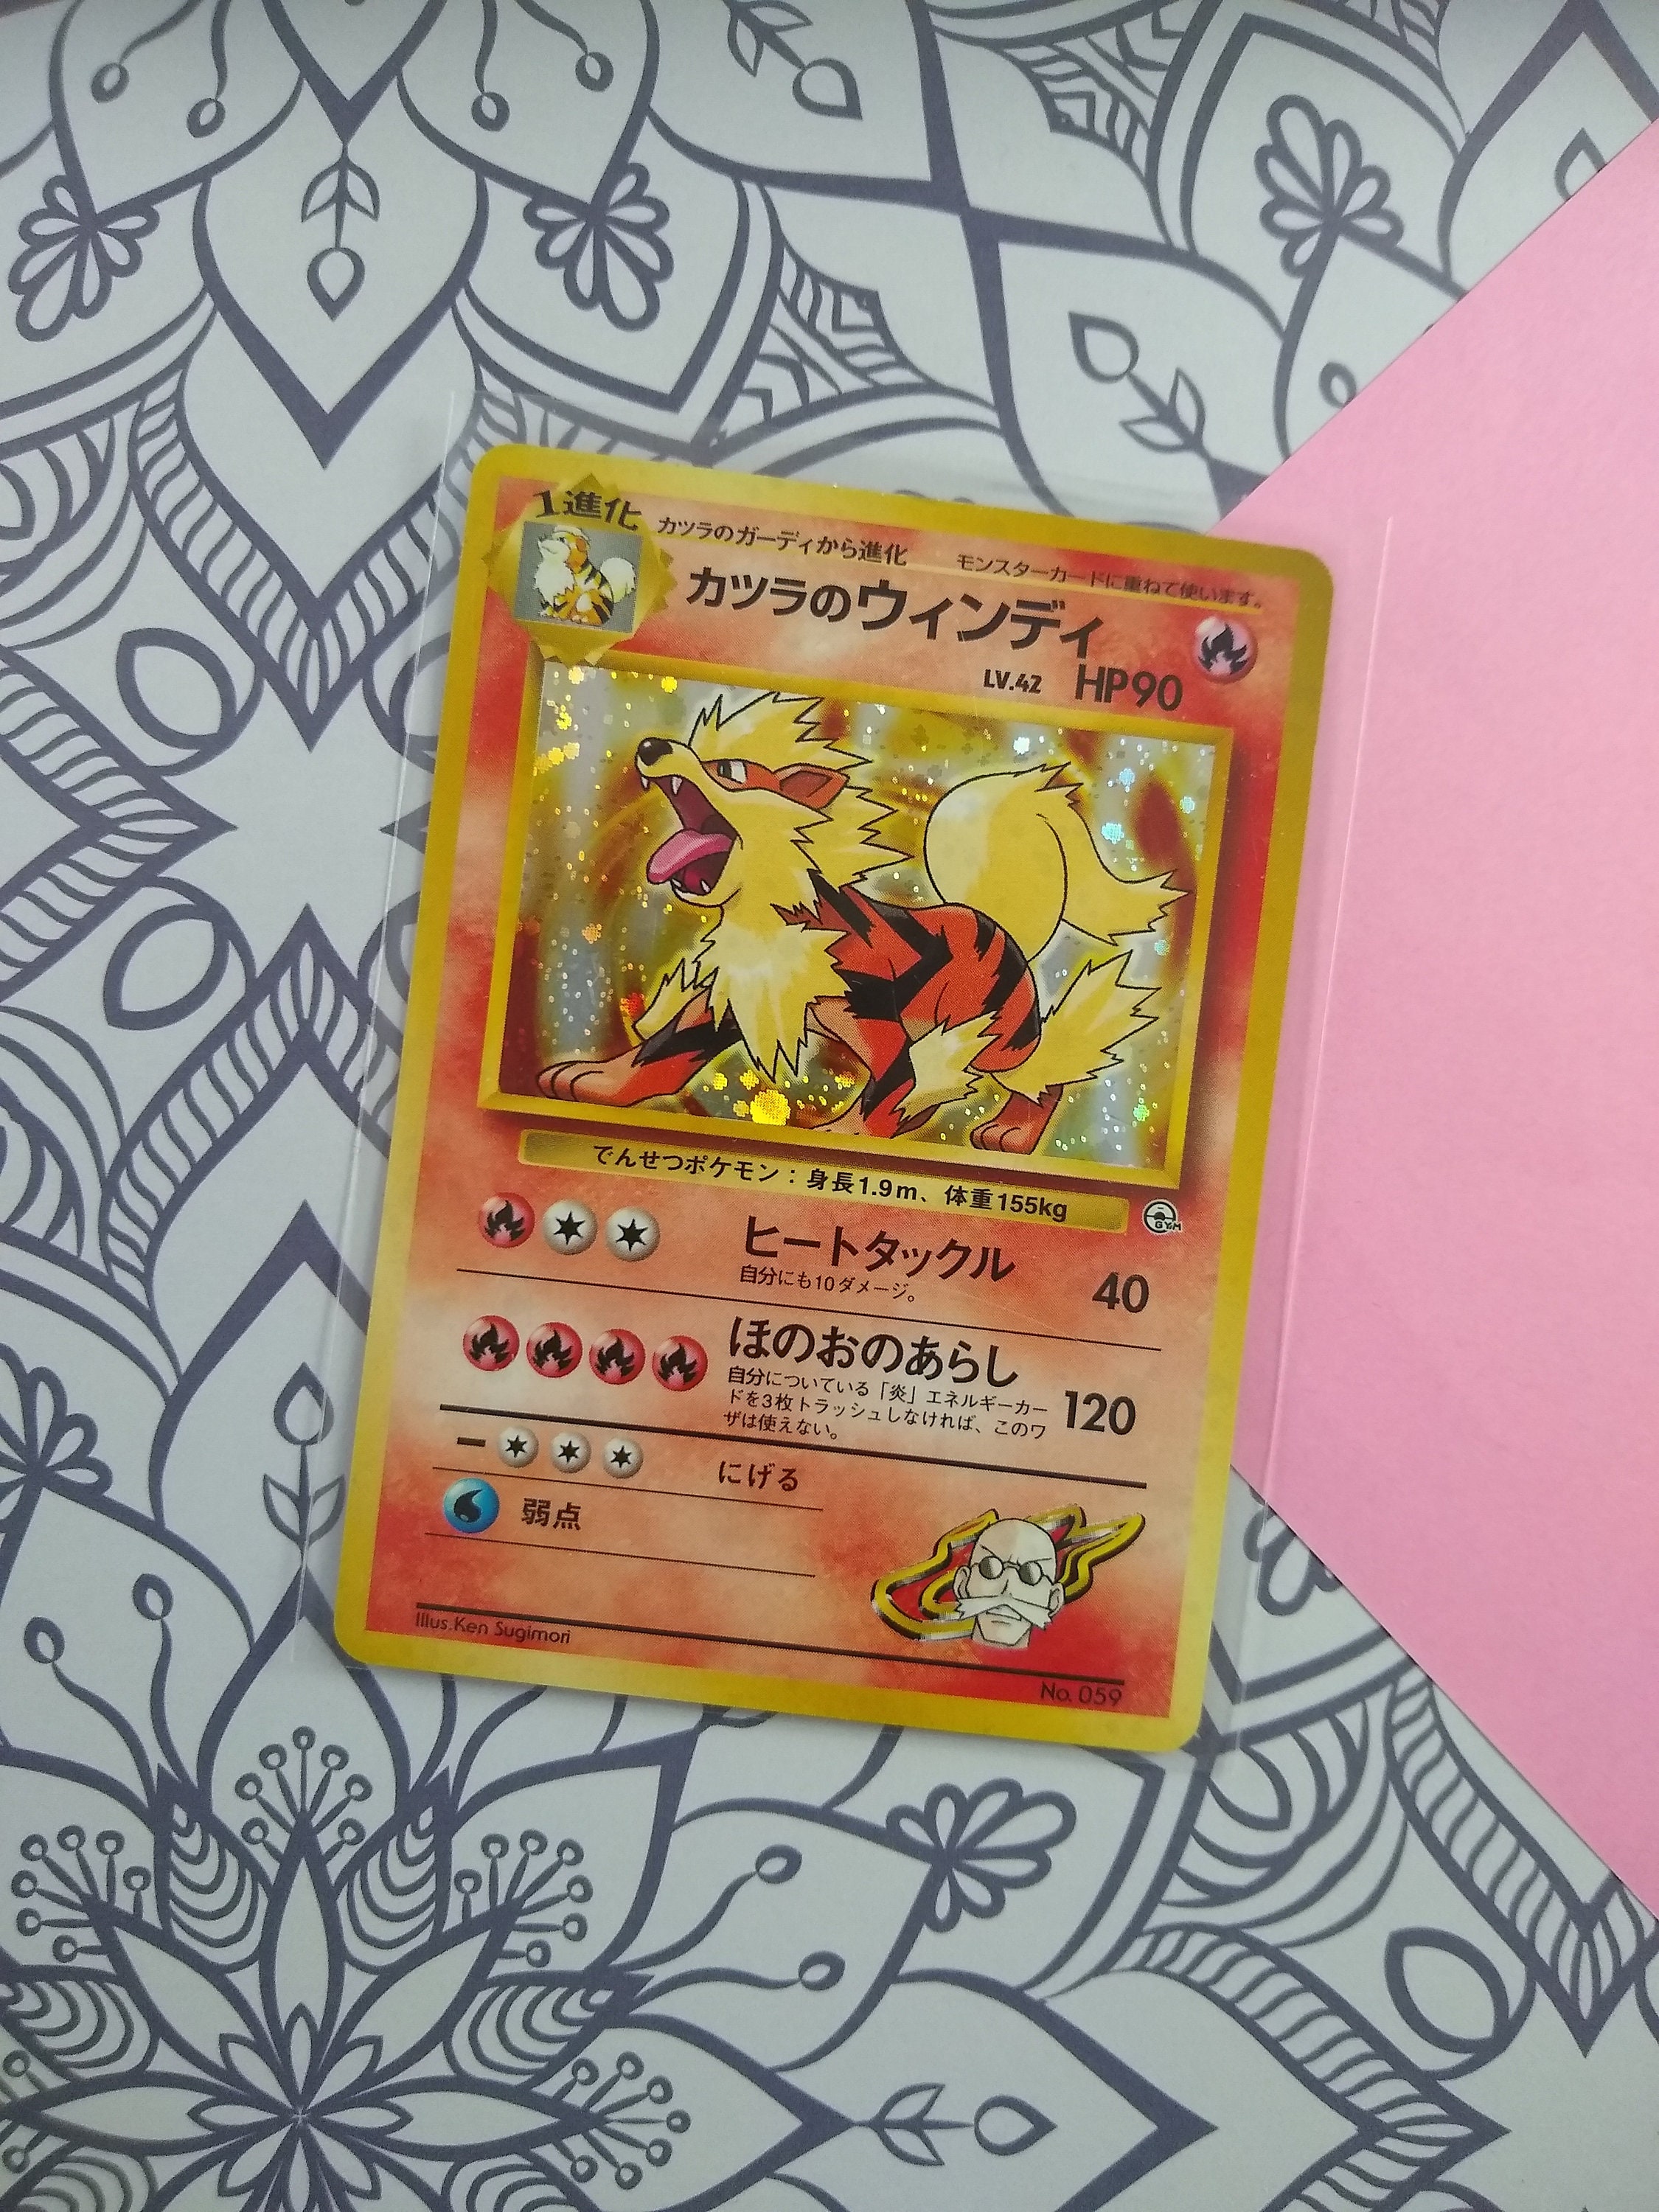 1進化 カツラのガーディから進化 モンスターカードに重ねて使います。
カツラのウィンディ
LV.42 HP90
でんせつポケモン：身長1.9m、体重155kg
GYM
ヒートタックル 40
自分にも10ダメージ。
ほのおのあらし 120
自分についている「炎」エネルギーカー
ドを3枚トラッシュしなければ、このワ
ザは使えない。
にげる
弱点
Illus.Ken Sugimori
No. 059